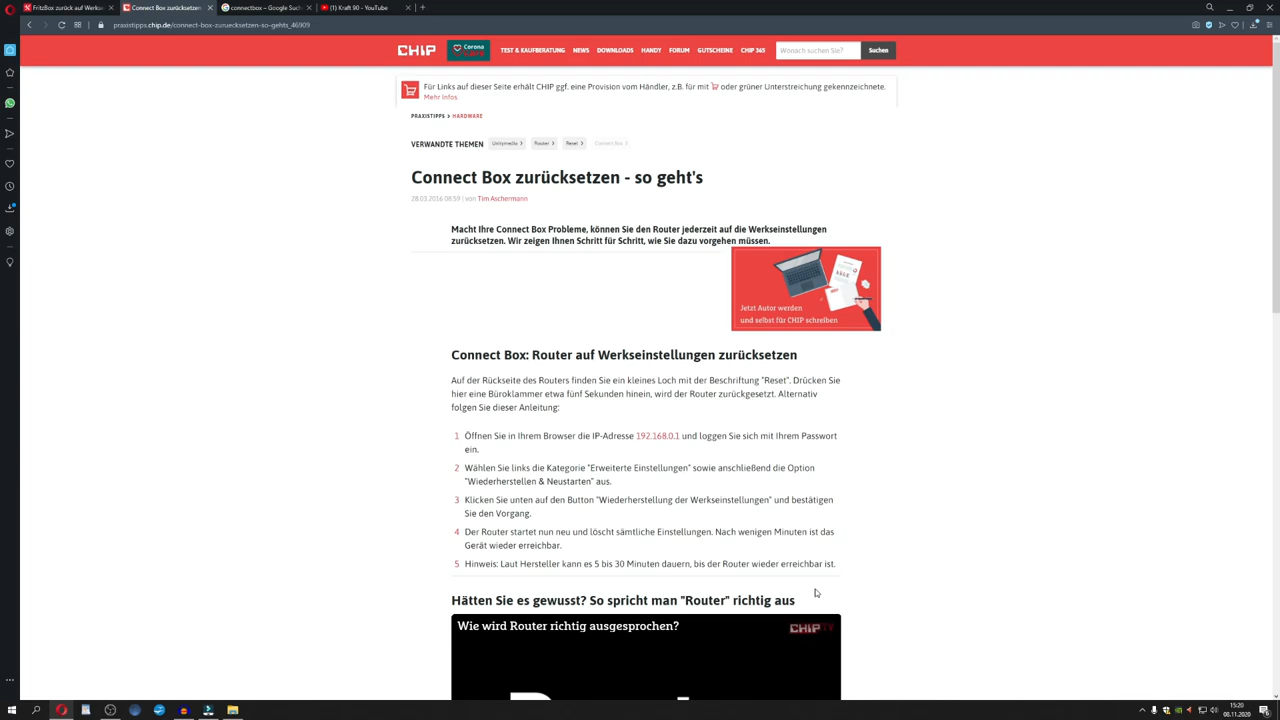 FritzBox zurück auf Werksei
Connect Box zurücksetzen
connectbox – Google Such
(1) Kraft 90 - YouTube
praxistipps.chip.de/connect-box-zuruecksetzen-so-gehts_46909
CHIP
Corona
TEST & KAUFBERATUNG NEWS DOWNLOADS HANDY FORUM GUTSCHEINE CHIP 365
Wonach suchen Sie?
Suchen
Für Links auf dieser Seite erhält CHIP ggf. eine Provision vom Händler, z.B. für mit oder grüner Unterstreichung gekennzeichnete.
Mehr Infos.
PRAXISTIPPS > HARDWARE
VERWANDTE THEMEN Unitymedia > Router > Reset > Connect Box >
Connect Box zurücksetzen - so geht's
28.03.2016 08:59 | von Tim Aschermann
Macht Ihre Connect Box Probleme, können Sie den Router jederzeit auf die Werkseinstellungen
zurücksetzen. Wir zeigen Ihnen Schritt für Schritt, wie Sie dazu vorgehen müssen.
Jetzt Autor werden
und selbst für CHIP schreiben
Connect Box: Router auf Werkseinstellungen zurücksetzen
Auf der Rückseite des Routers finden Sie ein kleines Loch mit der Beschriftung "Reset". Drücken Sie
hier eine Büroklammer etwa fünf Sekunden hinein, wird der Router zurückgesetzt. Alternativ
folgen Sie dieser Anleitung:
1 Öffnen Sie in Ihrem Browser die IP-Adresse 192.168.0.1 und loggen Sie sich mit Ihrem Passwort
ein.
2 Wählen Sie links die Kategorie "Erweiterte Einstellungen" sowie anschließend die Option
"Wiederherstellen & Neustarten" aus.
3 Klicken Sie unten auf den Button "Wiederherstellung der Werkseinstellungen" und bestätigen
Sie den Vorgang.
4 Der Router startet nun neu und löscht sämtliche Einstellungen. Nach wenigen Minuten ist das
Gerät wieder erreichbar.
5 Hinweis: Laut Hersteller kann es 5 bis 30 Minuten dauern, bis der Router wieder erreichbar ist.
Hätten Sie es gewusst? So spricht man "Router" richtig aus
Wie wird Router richtig ausgesprochen?
CHIP TV
15:20
08.11.2020